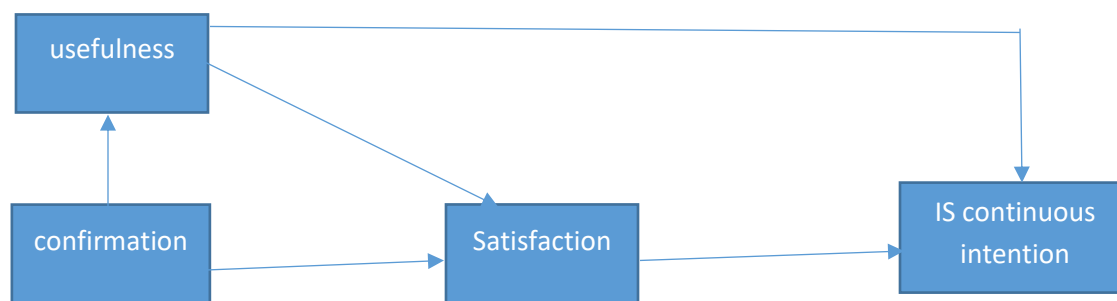 usefulness
confirmation
Satisfaction
IS continuous
intention